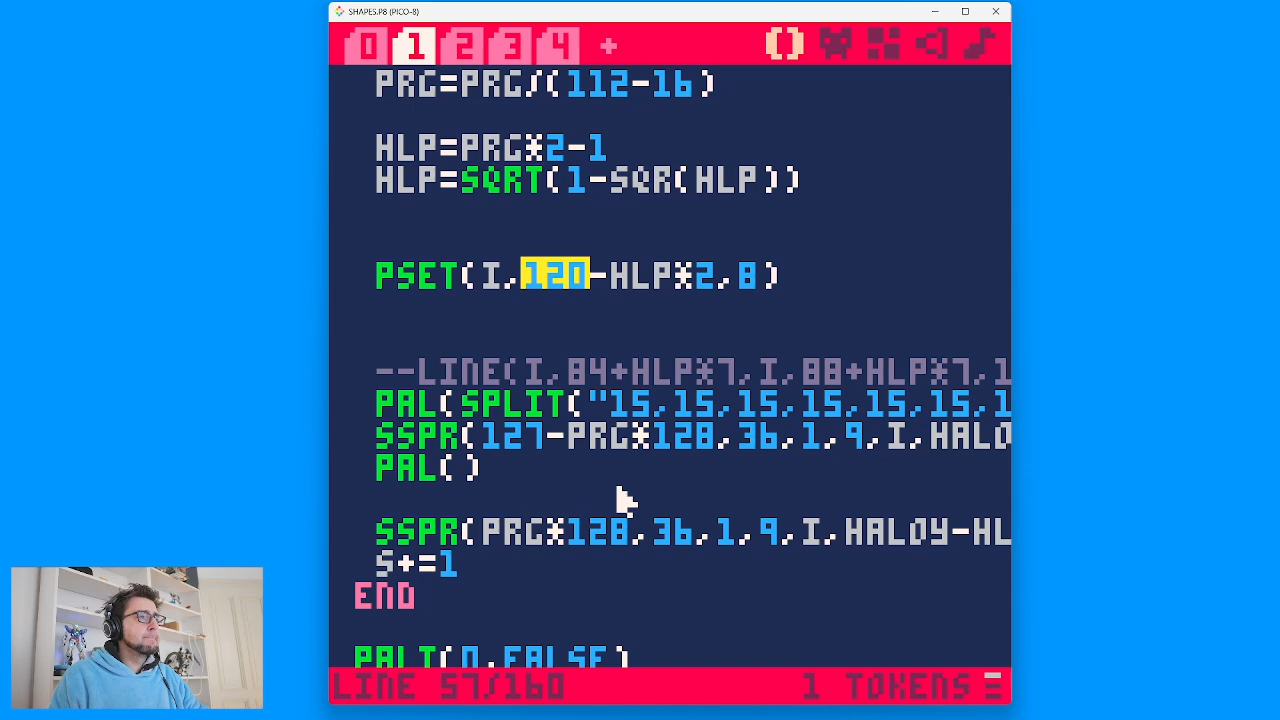 SHAPES.P8 (PICO-8)
0 1 2 3 4 +
PRG=PRG/(112-16)
HLP=PRG*2-1
HLP=SQRT(1-SQR(HLP))
PSET(I,120-HLP*2,8)
--LINE(I,84+HLP*7,I,88+HLP*7,1
PAL(SPLIT("15,15,15,15,15,15,1
SSPR(127-PRG*128,36,1,9,I,HALO
PAL()
SSPR(PRG*128,36,1,9,I,HALOY-HL
S+=1
END
PALT(0,FALSE)
LINE 57/160 1 TOKENS